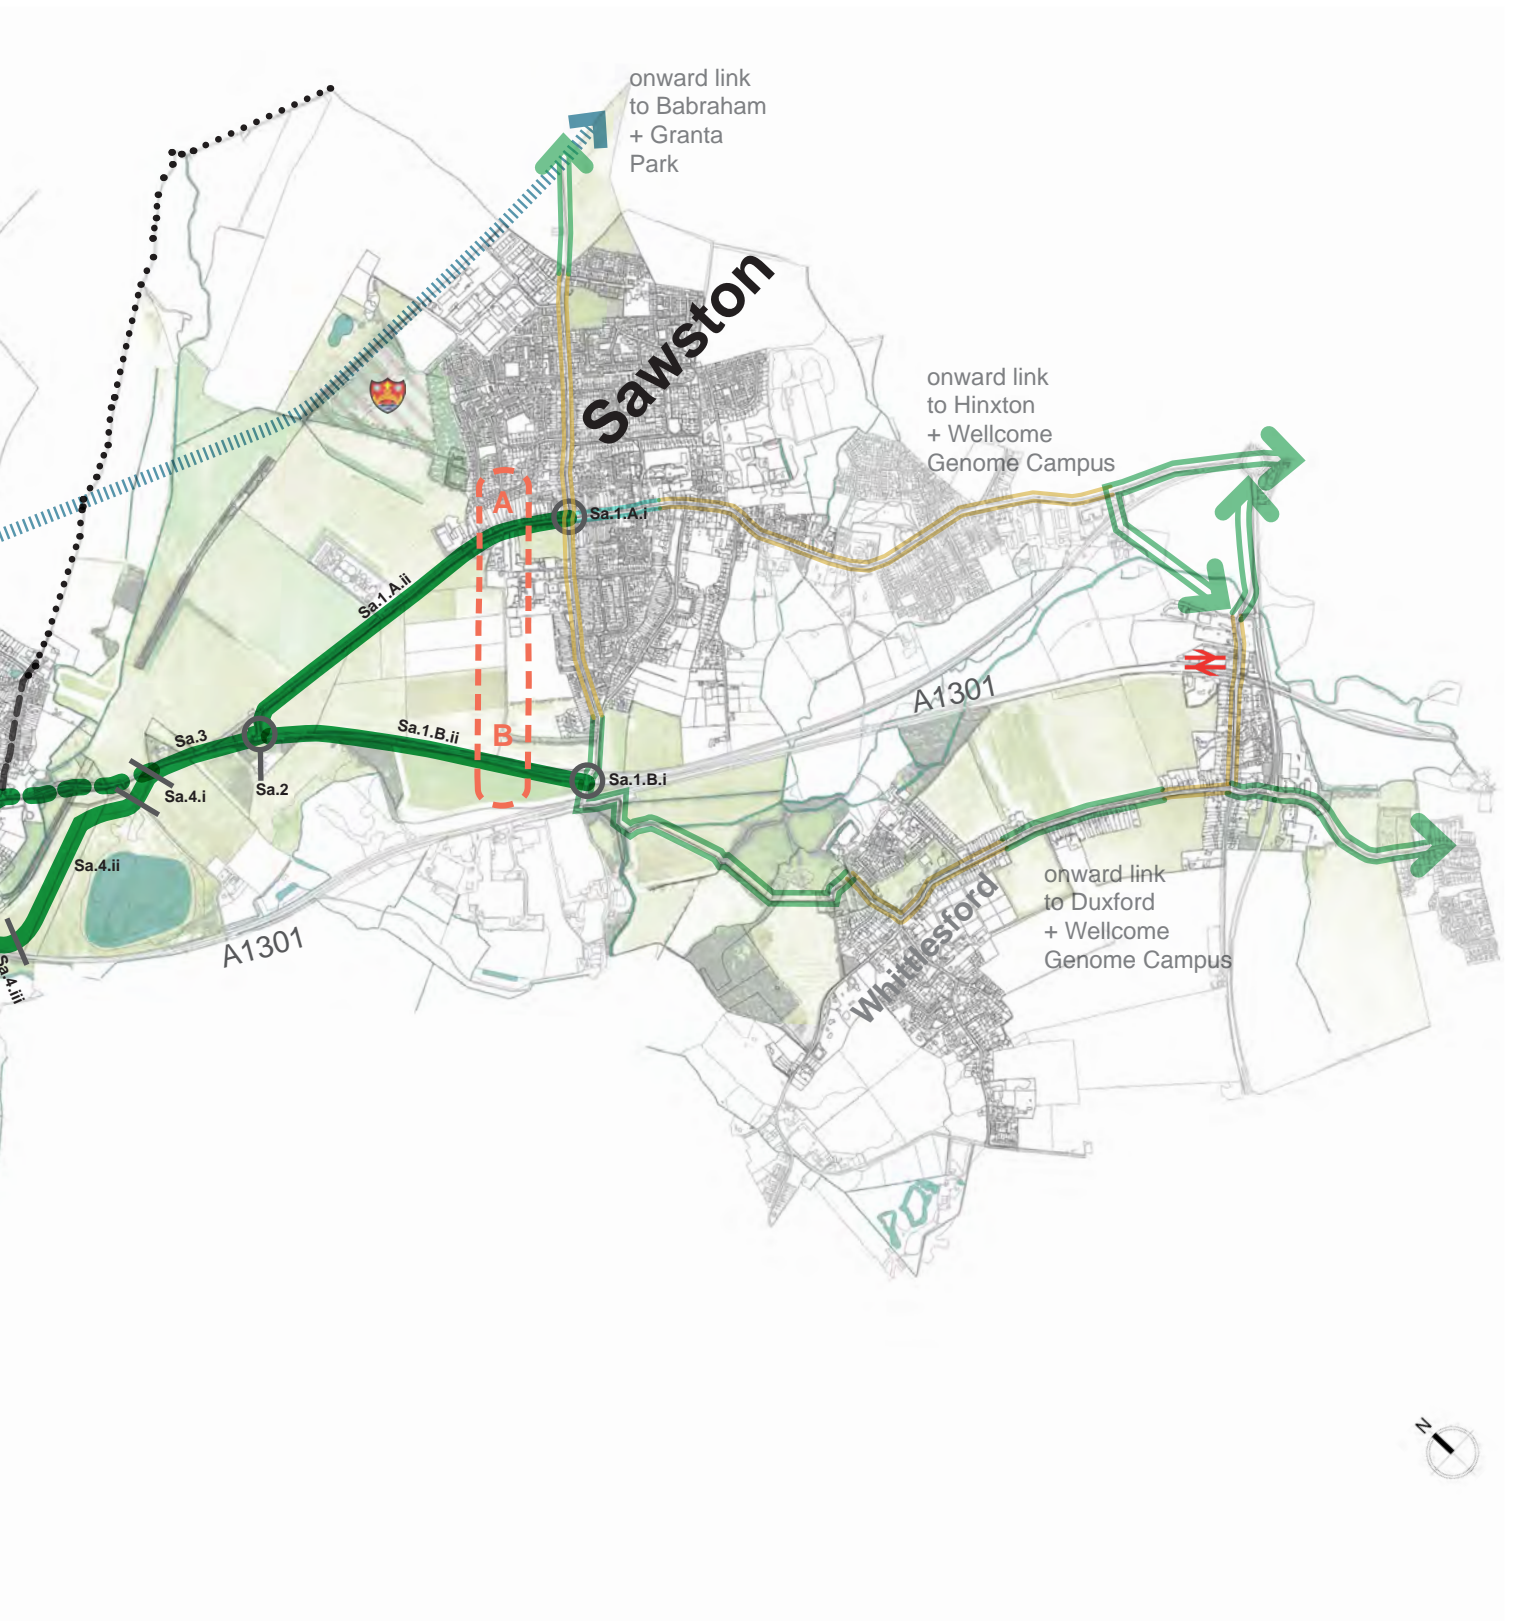 onward link
to Babraham
+ Granta
Park
Sawston
onward link
to Hinxton
+ Wellcome
Genome Campus
A
Sa.1.A.i
Sa.1.A.ii
A1301
B
Sa.1.B.ii
Sa.3
Sa.1.B.i
Sa.2
Sa.4.i
Sa.4.ii
onward link
to Duxford
+ Wellcome
Genome Campus
Whittlesford
A1301
Sa.4.iii
N